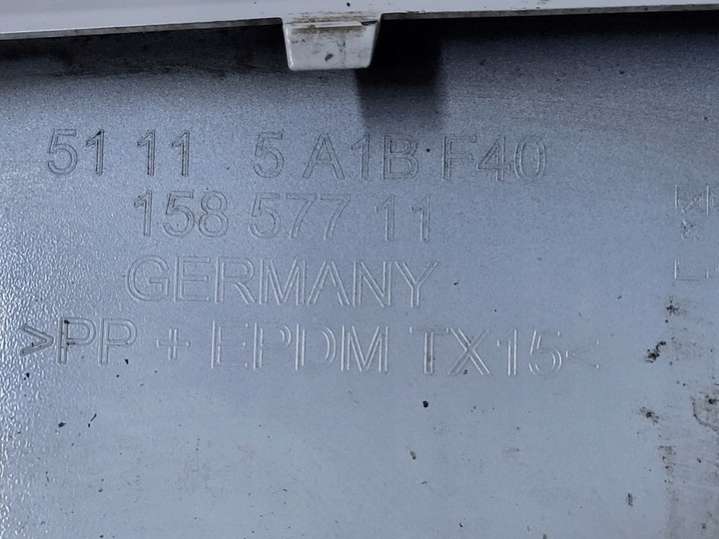 51 11 5 A1B F40
158 577 11
GERMANY
>PP + EPDM TX15<